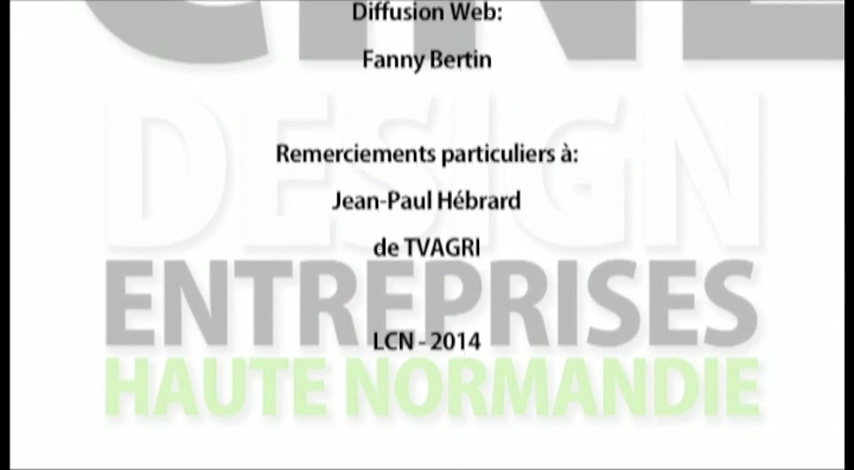 Diffusion Web:
Fanny Bertin
Remerciements particuliers à:
Jean-Paul Hébrard
de TVAGRI
LCN - 2014
DESIGN
ENTREPRISES
HAUTE NORMANDIE